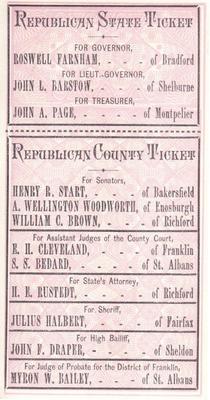 Republican State Ticket
FOR GOVERNOR,
ROSWELL FARNHAM, - - - of Bradford
FOR LIEUT.-GOVERNOR,
JOHN L. BARSTOW, - - of Shelburne
FOR TREASURER,
JOHN A. PAGE, - - - of Montpelier
Republican County Ticket
For Senators,
HENRY R. START, - - - of Bakersfield
A. WELLINGTON WOODWORTH, of Enosburgh
WILLIAM C. BROWN, - - of Richford
For Assistant Judges of the County Court,
E. H. CLEVELAND, - - - of Franklin
S. S. BEDARD, - - - of St. Albans
For State's Attorney,
H. E. RUSTEDT, - - - of Richford
For Sheriff,
JULIUS HALBERT, - - - of Fairfax
For High Bailiff,
JOHN F. DRAPER, - - - of Sheldon
For Judge of Probate for the District of Franklin,
MYRON W. BAILEY, - - of St. Albans